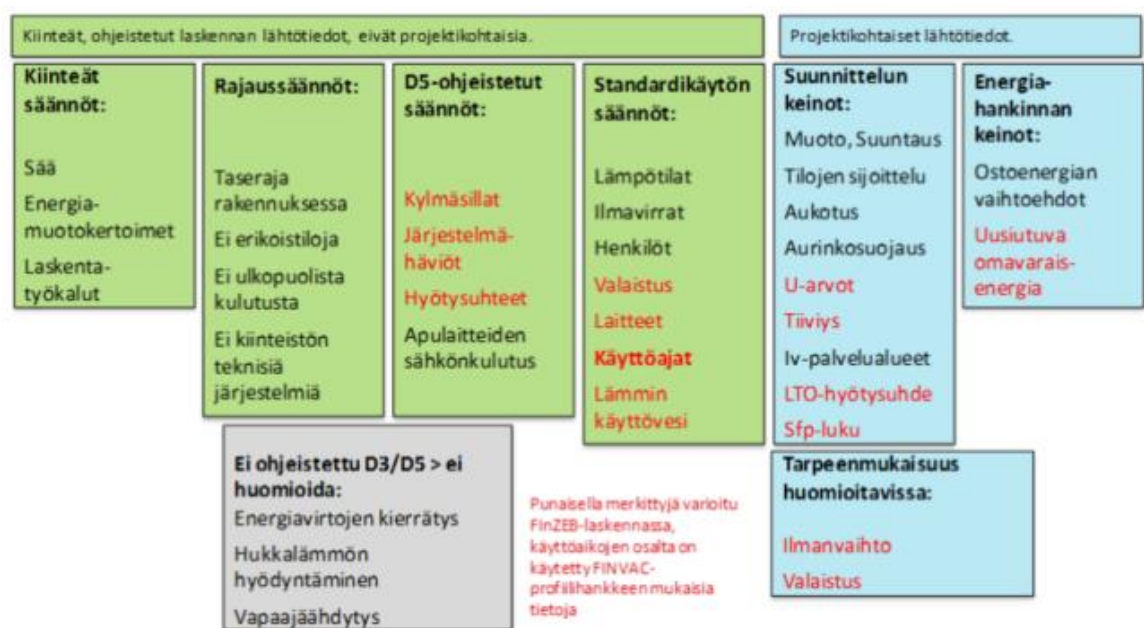 Kiinteät, ohjeistetut laskennan lähtötiedot, eivät projektikohtaisia.
Projektikohtaiset lähtötiedot.
Kiinteät
säännöt:
Sää
Energia-
muotokertoimet
Laskenta-
työkalut
Rajaussäännöt:
Taseraja
rakennuksessa
Ei erikoistiloja
Ei ulkopuolista
kulutusta
Ei kiinteistön
teknisiä
järjestelmiä
D5-ohjeistetut
säännöt:
Kylmäsillat
Järjestelmä-
häviöt
Hyötysuhteet
Apulaitteiden
sähkönkulutus
Standardikäytön
säännöt:
Lämpötilat
Ilmavirrat
Henkilöt
Valaistus
Laitteet
Käyttöajat
Lämmin
käyttövesi
Suunnittelun
keinot:
Muoto, Suuntaus
Tilojen sijoittelu
Aukotus
Aurinkosuojaus
U-arvot
Tiiviys
Iv-palvelualueet
LTO-hyötysuhde
Sfp-luku
Energia-
hankinnan
keinot:
Ostoenergian
vaihtoehdot
Uusiutuva
omavarais-
energia
Ei ohjeistettu D3/D5 > ei
huomioida:
Energiavirtojen kierrätys
Hukkalämmön
hyödyntäminen
Vapaajäähdytys
Punaisella merkittyjä varioitu
FInZEB-laskennassa,
käyttöaikojen osalta on
käytetty FINVAC-
profiilihankkeen mukaisia
tietoja
Tarpeenmukaisuus
huomioitavissa:
Ilmanvaihto
Valaistus